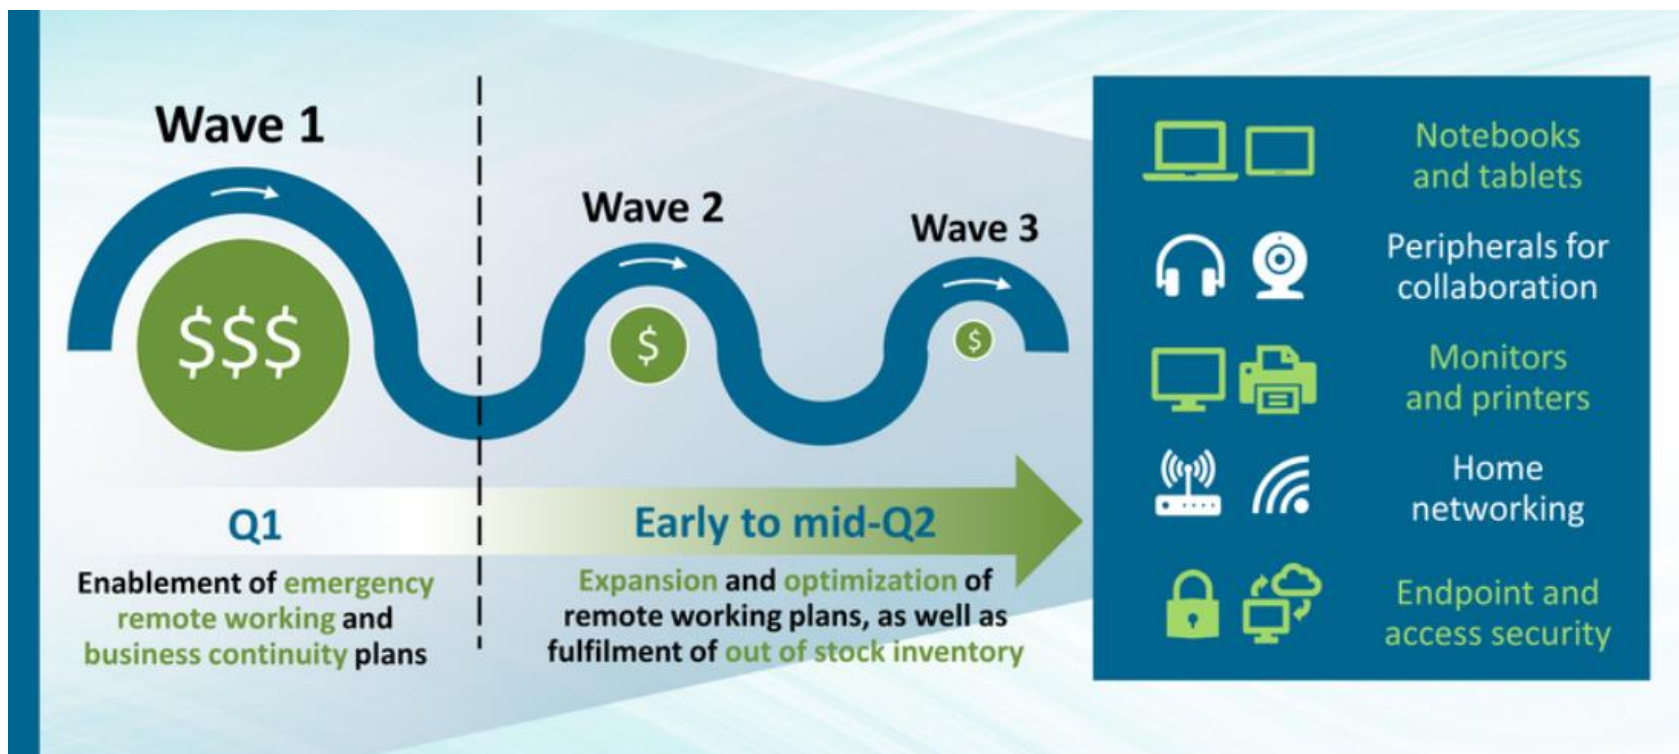 Wave 1
$$$
Wave 2
$
Wave 3
$
Q1
Enablement of emergency
remote working and
business continuity plans
Early to mid-Q2
Expansion and optimization of
remote working plans, as well as
fulfilment of out of stock inventory
Notebooks
and tablets
Peripherals for
collaboration
Monitors
and printers
Home
networking
Endpoint and
access security